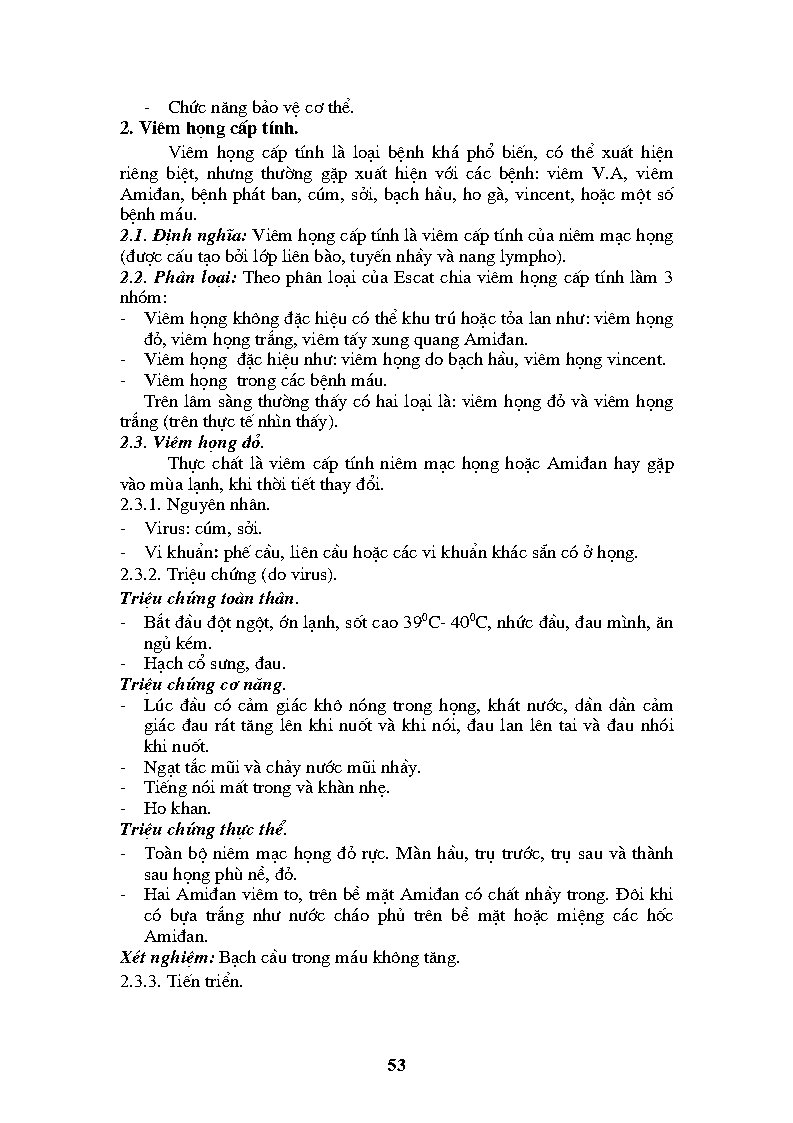 - Chức năng bảo vệ cơ thể.
2. Viêm họng cấp tính.
Viêm họng cấp tính là loại bệnh khá phổ biến, có thể xuất hiện
riêng biệt, nhưng thường gặp xuất hiện với các bệnh: viêm V.A, viêm
Amiđan, bệnh phát ban, cúm, sởi, bạch hầu, ho gà, vincent, hoặc một số
bệnh máu.
2.1. Định nghĩa: Viêm họng cấp tính là viêm cấp tính của niêm mạc họng
(được cấu tạo bởi lớp liên bào, tuyến nhầy và nang lympho).
2.2. Phân loại: Theo phân loại của Escat chia viêm họng cấp tính làm 3
nhóm:
- Viêm họng không đặc hiệu có thể khu trú hoặc tỏa lan như: viêm họng
đỏ, viêm họng trắng, viêm tấy xung quang Amiđan.
- Viêm họng đặc hiệu như: viêm họng do bạch hầu, viêm họng vincent.
- Viêm họng trong các bệnh máu.
Trên lâm sàng thường thấy có hai loại là: viêm họng đỏ và viêm họng
trắng (trên thực tế nhìn thấy).
2.3. Viêm họng đỏ.
Thực chất là viêm cấp tính niêm mạc họng hoặc Amiđan hay gặp
vào mùa lạnh, khi thời tiết thay đổi.
2.3.1. Nguyên nhân.
- Virus: cúm, sởi.
- Vi khuẩn: phế cầu, liên cầu hoặc các vi khuẩn khác sẵn có ở họng.
2.3.2. Triệu chứng (do virus).
Triệu chứng toàn thân.
- Bắt đầu đột ngột, ớn lạnh, sốt cao 39⁰C- 40⁰C, nhức đầu, đau mình, ăn
ngủ kém.
- Hạch cổ sưng, đau.
Triệu chứng cơ năng.
- Lúc đầu có cảm giác khô nóng trong họng, khát nước, dần dần cảm
giác đau rát tăng lên khi nuốt và khi nói, đau lan lên tai và đau nhói
khi nuốt.
- Ngạt tắc mũi và chảy nước mũi nhầy.
- Tiếng nói mất trong và khàn nhẹ.
- Ho khan.
Triệu chứng thực thể.
- Toàn bộ niêm mạc họng đỏ rực. Màn hầu, trụ trước, trụ sau và thành
sau họng phù nề, đỏ.
- Hai Amiđan viêm to, trên bề mặt Amiđan có chất nhầy trong. Đôi khi
có bựa trắng như nước cháo phủ trên bề mặt hoặc miệng các hốc
Amiđan.
Xét nghiệm: Bạch cầu trong máu không tăng.
2.3.3. Tiến triển.
53